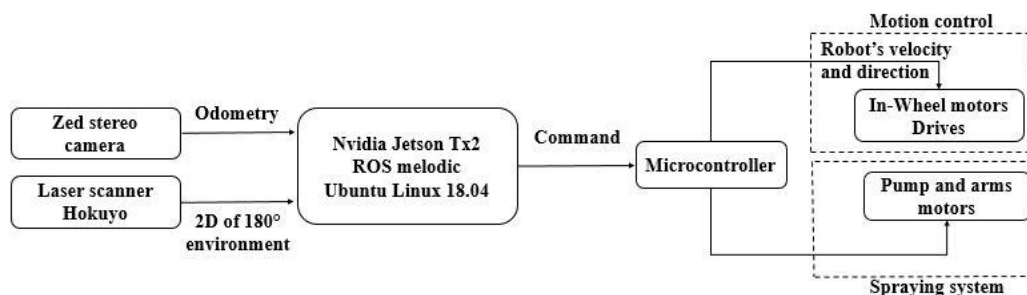 Zed stereo
camera
Odometry
Laser scanner
Hokuyo
2D of 180°
environment
Nvidia Jetson Tx2
ROS melodic
Ubuntu Linux 18.04
Command
Microcontroller
Motion control
Robot's velocity
and direction
In-Wheel motors
Drives
Pump and arms
motors
Spraying system